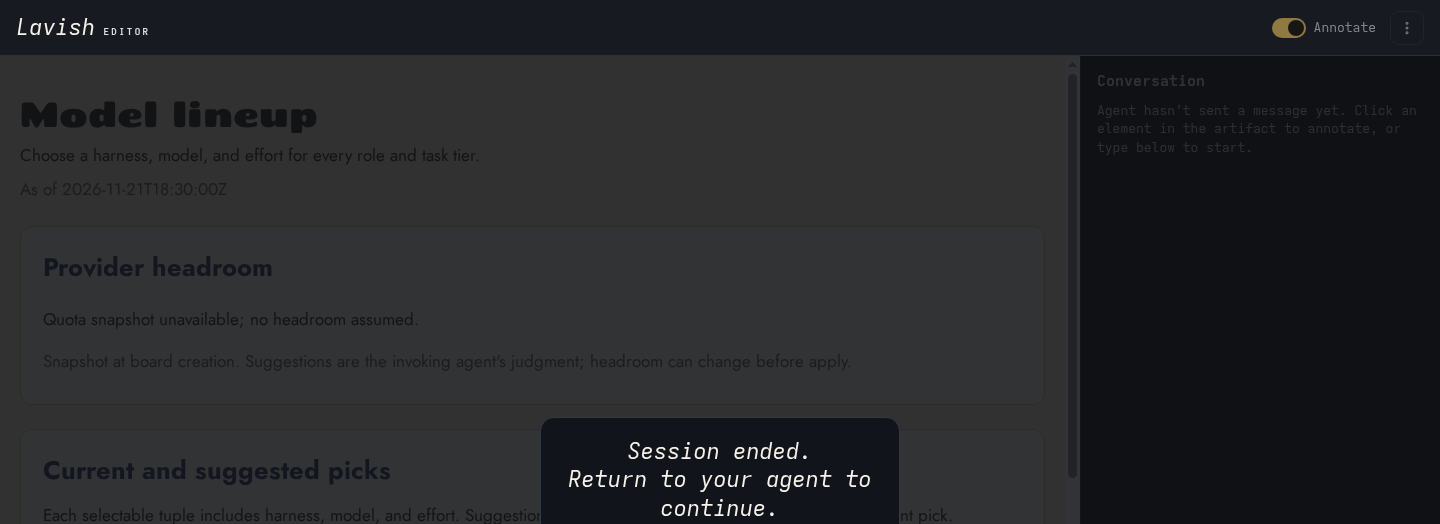 Lavish EDITOR
Annotate
Model lineup
Choose a harness, model, and effort for every role and task tier.
As of 2026-11-21T18:30:00Z
Provider headroom
Quota snapshot unavailable; no headroom assumed.
Snapshot at board creation. Suggestions are the invoking agent's judgment; headroom can change before apply.
Current and suggested picks
Each selectable tuple includes harness, model, and effort. nt pick.
Conversation
Agent hasn't sent a message yet. Click an
element in the artifact to annotate, or
type below to start.
Session ended.
Return to your agent to
continue.